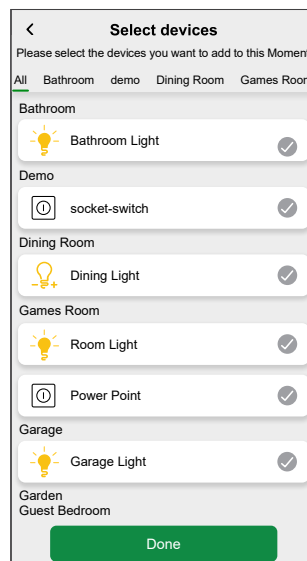 Select devices
Please select the devices you want to add to this Moment
All Bathroom demo Dining Room Games Room
Bathroom
Bathroom Light
Demo
socket-switch
Dining Room
Dining Light
Games Room
Room Light
Power Point
Garage
Garage Light
Garden
Guest Bedroom
Done